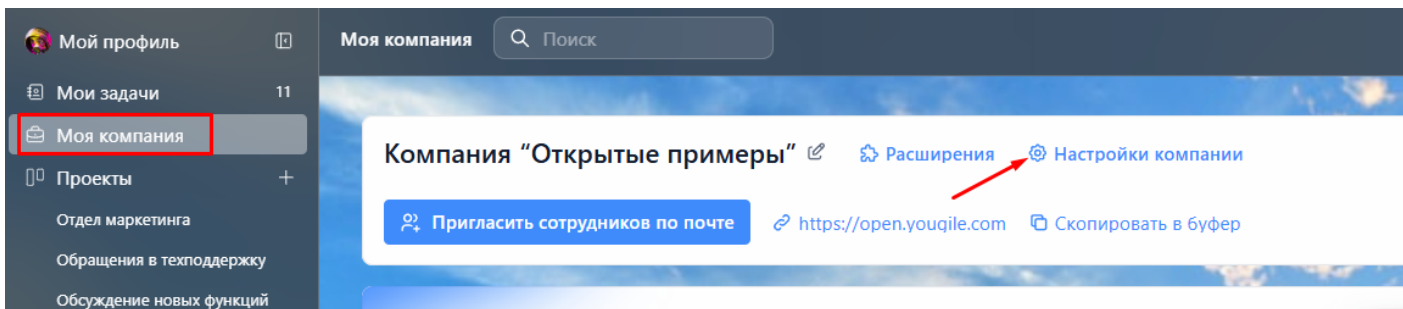 Мой профиль
Мои задачи 11
Моя компания
Проекты
Отдел маркетинга
Обращения в техподдержку
Обсуждение новых функций
Моя компания Поиск
Компания “Открытые примеры” Расширения Настройки компании
Пригласить сотрудников по почте https://open.yougile.com Скопировать в буфер